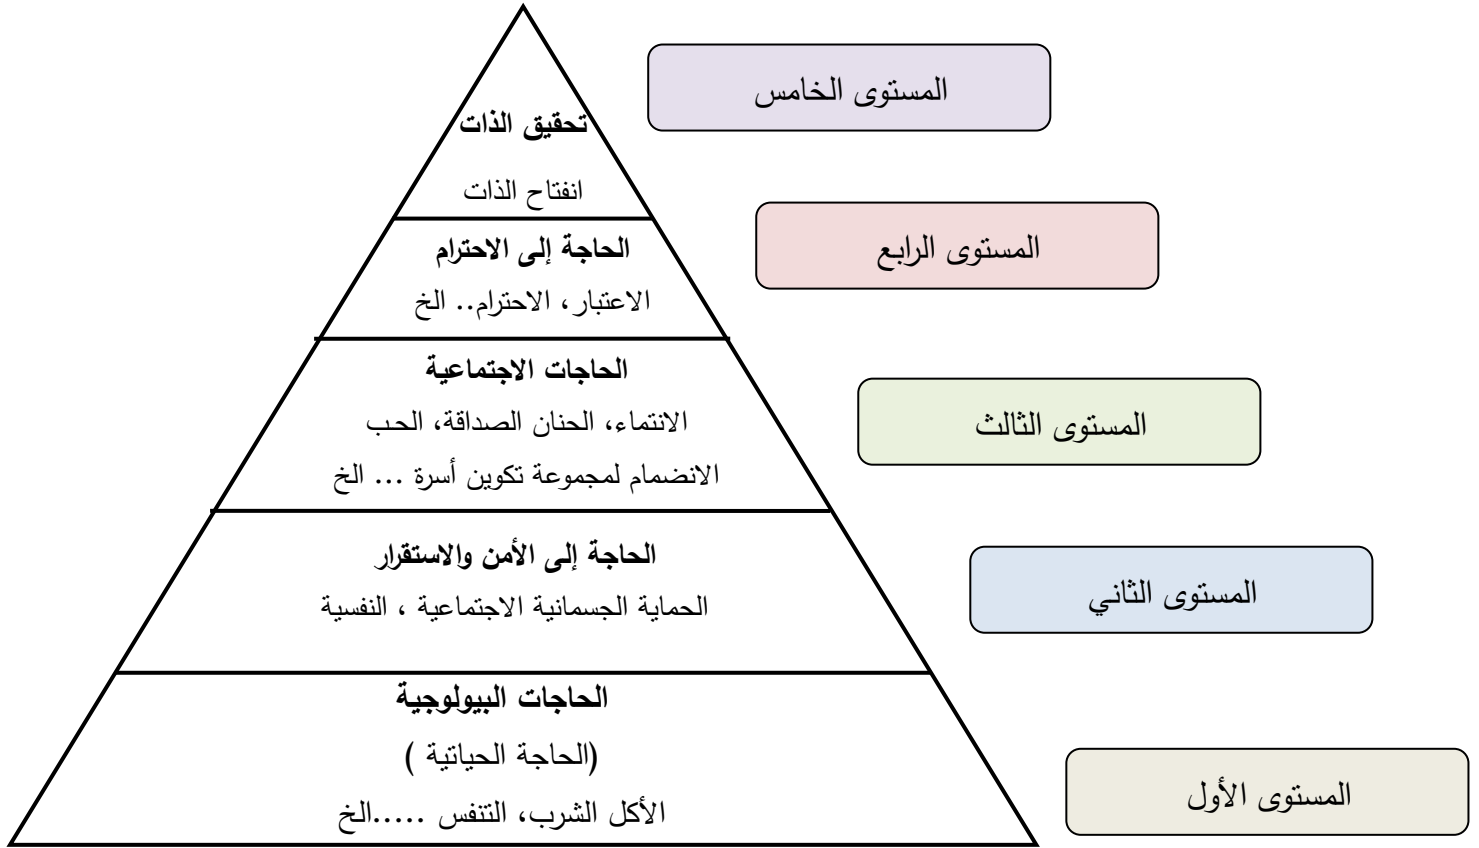 المستوى الخامس
تحقيق الذات
انفتاح الذات
المستوى الرابع
الحاجة إلى الاحترام
الاعتبار، الاحترام.. الخ
المستوى الثالث
الحاجات الاجتماعية
الانتماء، الحنان الصداقة، الحب
الانضمام لمجموعة تكوين أسرة ... الخ
المستوى الثاني
الحاجة إلى الأمن والاستقرار
الحماية الجسمانية الاجتماعية ، النفسية
المستوى الأول
الحاجات البيولوجية
(الحاجة الحياتية )
الأكل الشرب، التنفس .....الخ